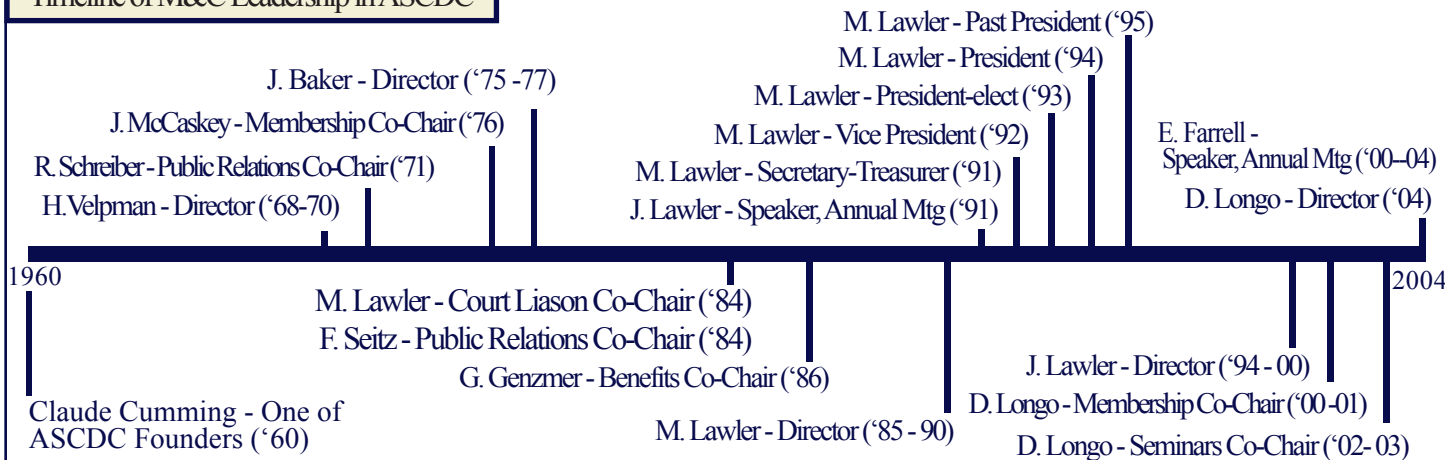 Timeline of M&C Leadership in ASCDC
M. Lawler - Past President (‘95)
M. Lawler - President (‘94)
J. Baker - Director (‘75 -77)
M. Lawler - President-elect (‘93)
J. McCaskey - Membership Co-Chair (‘76)
M. Lawler - Vice President (‘92)
E. Farrell -
Speaker, Annual Mtg (‘00--04)
R. Schreiber - Public Relations Co-Chair (‘71)
M. Lawler - Secretary-Treasurer (‘91)
D. Longo - Director (‘04)
H.Velpman - Director (‘68-70)
J. Lawler - Speaker, Annual Mtg (‘91)
1960
2004
M. Lawler - Court Liason Co-Chair (‘84)
F. Seitz - Public Relations Co-Chair (‘84)
G. Genzmer - Benefits Co-Chair (‘86)
J. Lawler - Director (‘94 - 00)
Claude Cumming - One of
ASCDC Founders (‘60)
D. Longo - Membership Co-Chair (‘00 -01)
M. Lawler - Director (‘85 - 90)
D. Longo - Seminars Co-Chair (‘02- 03)